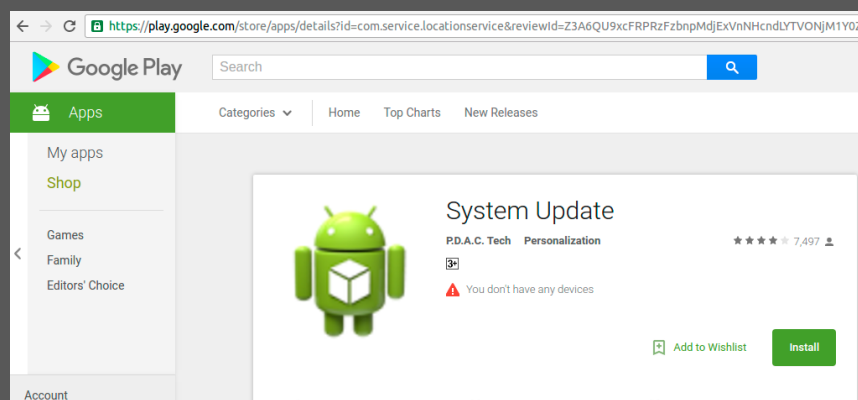 https://play.google.com/store/apps/details?id=com.service.locationservice&reviewId=Z3A6QU9xcFRPRzFzbnpMdjExVnNHcndLYTVONjM1Y0Z
Google Play
Search
Apps
Categories
Home
Top Charts
New Releases
My apps
Shop
Games
Family
Editors' Choice
Account
System Update
P.D.A.C. Tech Personalization
7,497
3+
You don't have any devices
Add to Wishlist
Install